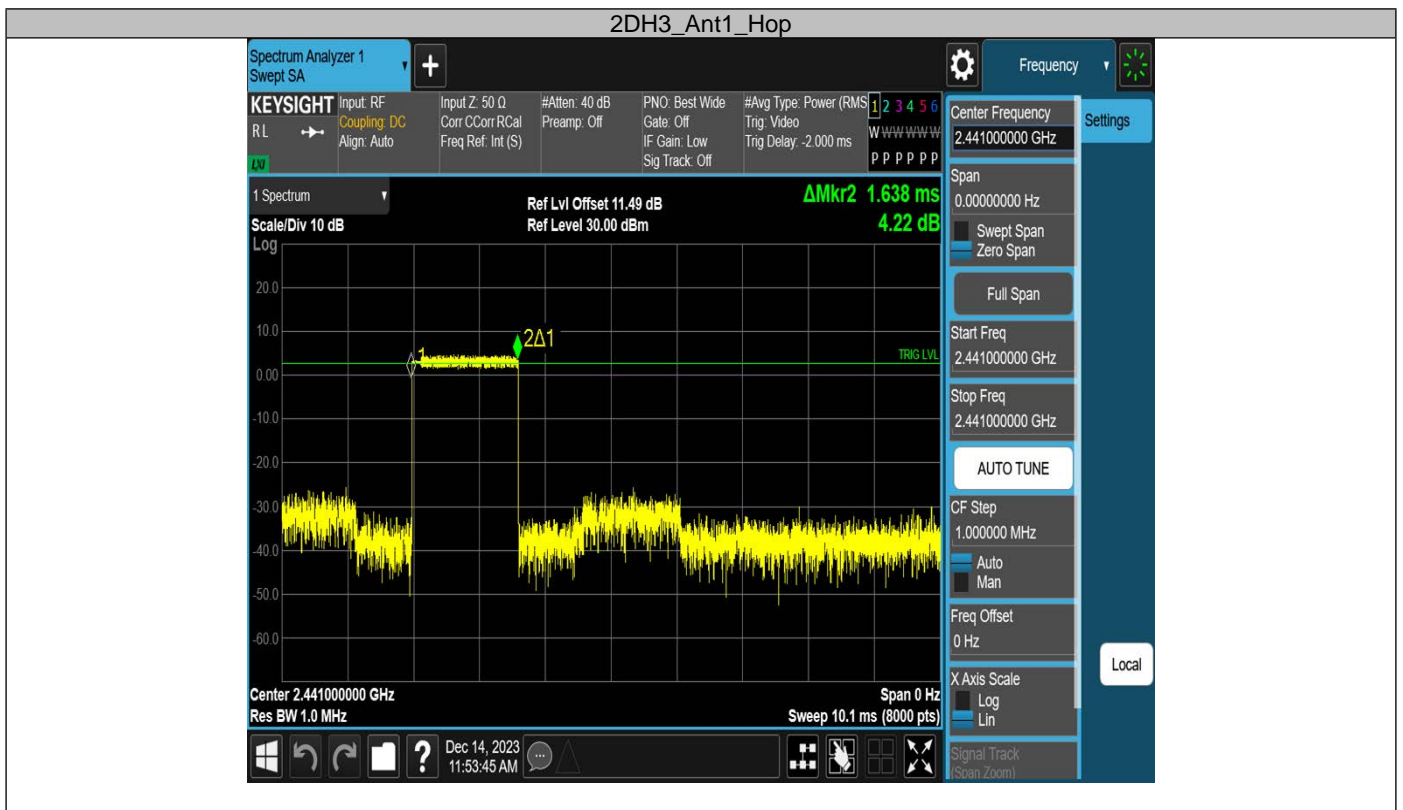 2DH3_Ant1_Hop
Spectrum Analyzer 1
Swept SA
+
Frequency
KEYSIGHT
R L
LXI
Input: RF
Coupling: DC
Align: Auto
Input Z: 50 Ω
Corr CCorr RCal
Freq Ref: Int (S)
#Atten: 40 dB
Preamp: Off
PNO: Best Wide
Gate: Off
IF Gain: Low
Sig Track: Off
#Avg Type: Power (RMS
Trig: Video
Trig Delay: -2.000 ms
1 2 3 4 5 6
W W W W W W
P P P P P P
1 Spectrum
Scale/Div 10 dB
Log
Ref Lvl Offset 11.49 dB
Ref Level 30.00 dBm
ΔMkr2 1.638 ms
4.22 dB
20.0
10.0
0.00
-10.0
-20.0
-30.0
-40.0
-50.0
-60.0
1
2Δ1
TRIG LVL
Center 2.441000000 GHz
Res BW 1.0 MHz
Span 0 Hz
Sweep 10.1 ms (8000 pts)
Center Frequency
2.441000000 GHz
Settings
Span
0.00000000 Hz
Swept Span
Zero Span
Full Span
Start Freq
2.441000000 GHz
Stop Freq
2.441000000 GHz
AUTO TUNE
CF Step
1.000000 MHz
Auto
Man
Freq Offset
0 Hz
X Axis Scale
Log
Lin
Local
Signal Track
(Span Zoom)
?
Dec 14, 2023
11:53:45 AM